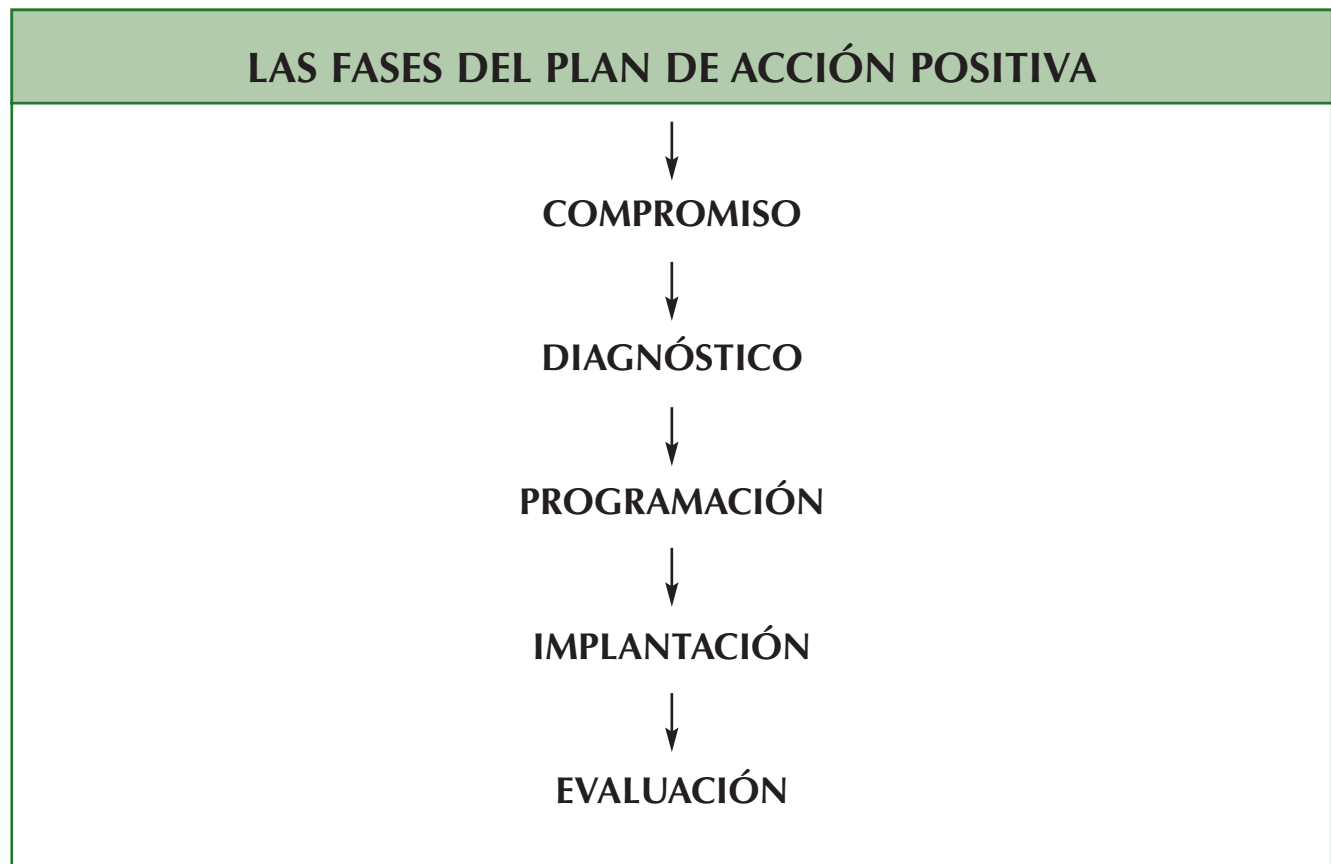 LAS FASES DEL PLAN DE ACCIÓN POSITIVA
COMPROMISO
DIAGNÓSTICO
PROGRAMACIÓN
IMPLANTACIÓN
EVALUACIÓN